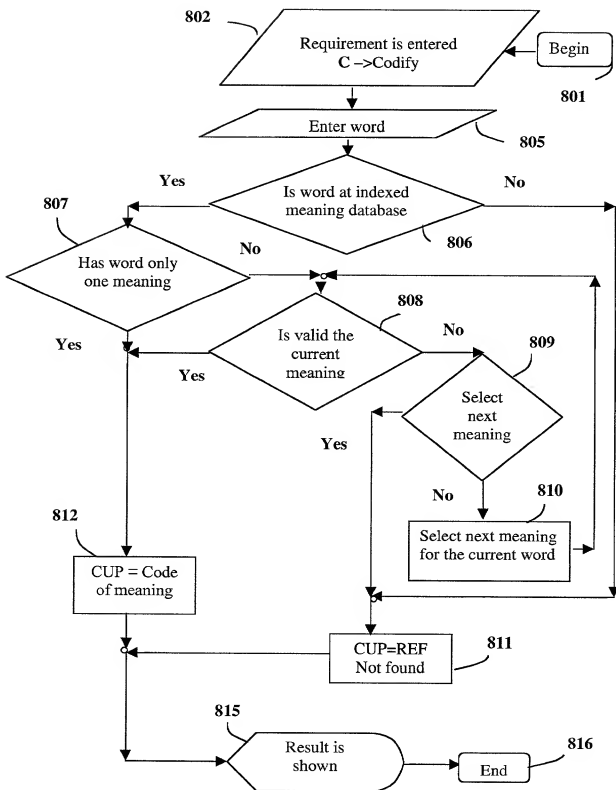 802
Requirement is entered
C –>Codify
Begin
801
Enter word
805
Yes
Is word at indexed
meaning database
No
806
807
Has word only
one meaning
No
808
Is valid the
current
meaning
No
809
Yes
Yes
Select
next
meaning
Yes
No
810
Select next meaning
for the current word
812
CUP = Code
of meaning
CUP=REF
Not found
811
815
Result is
shown
816
End